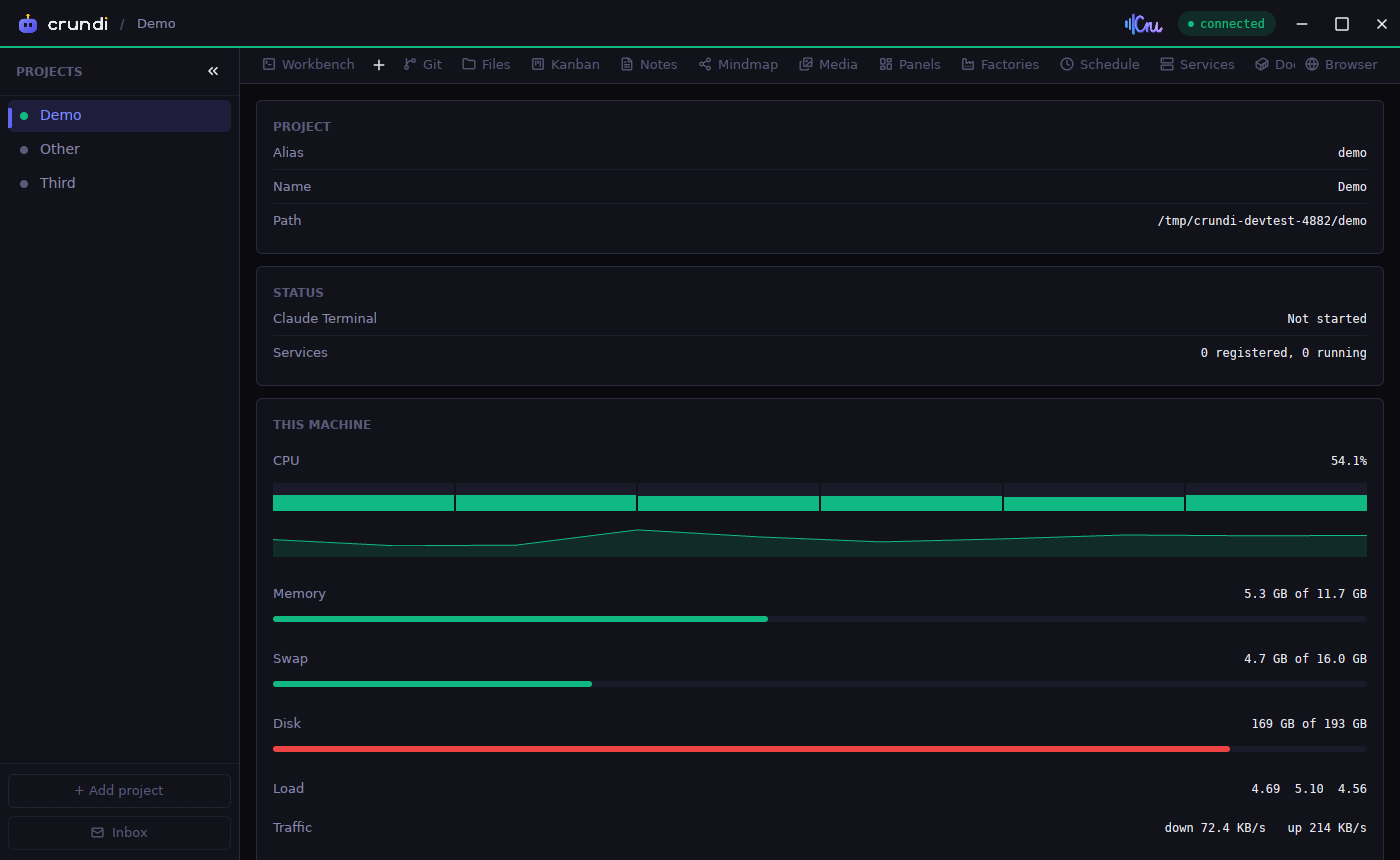 crundi / Demo
Cru
connected
PROJECTS
Workbench Git Files Kanban Notes Mindmap Media Panels Factories Schedule Services Browser
Demo
Other
Third
PROJECT
Alias demo
Name Demo
Path /tmp/crundi-devtest-4882/demo
STATUS
Claude Terminal Not started
Services 0 registered, 0 running
THIS MACHINE
CPU 54.1%
Memory 5.3 GB of 11.7 GB
Swap 4.7 GB of 16.0 GB
Disk 169 GB of 193 GB
Load 4.69 5.10 4.56
Traffic down 72.4 KB/s up 214 KB/s
+ Add project
Inbox